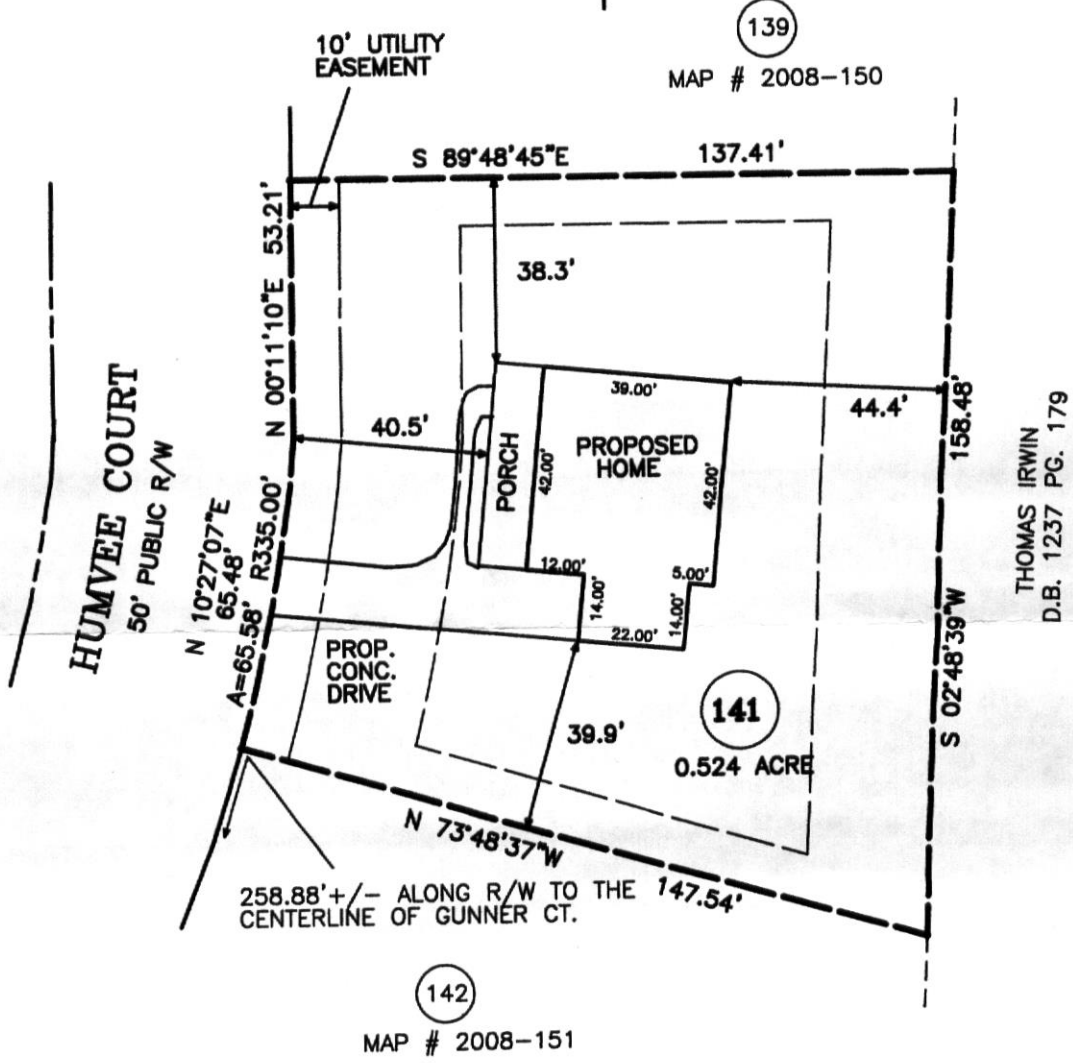 139
MAP # 2008-150
10' UTILITY
EASEMENT
S 89°48'45"E 137.41'
N 00°11'10"E 53.21'
38.3'
HUMVEE COURT
50' PUBLIC R/W
40.5'
PORCH
42.00'
39.00'
PROPOSED
HOME
42.00'
44.4'
S 02°48'39"W 158.48'
THOMAS IRWIN
D.B. 1237 PG. 179
N 10°27'07"E
65.48'
A=65.58' R335.00'
12.00'
14.00'
5.00'
14.00'
22.00'
PROP.
CONC.
DRIVE
39.9'
141
0.524 ACRE
N 73°48'37"W 147.54'
258.88'+/- ALONG R/W TO THE
CENTERLINE OF GUNNER CT.
142
MAP # 2008-151